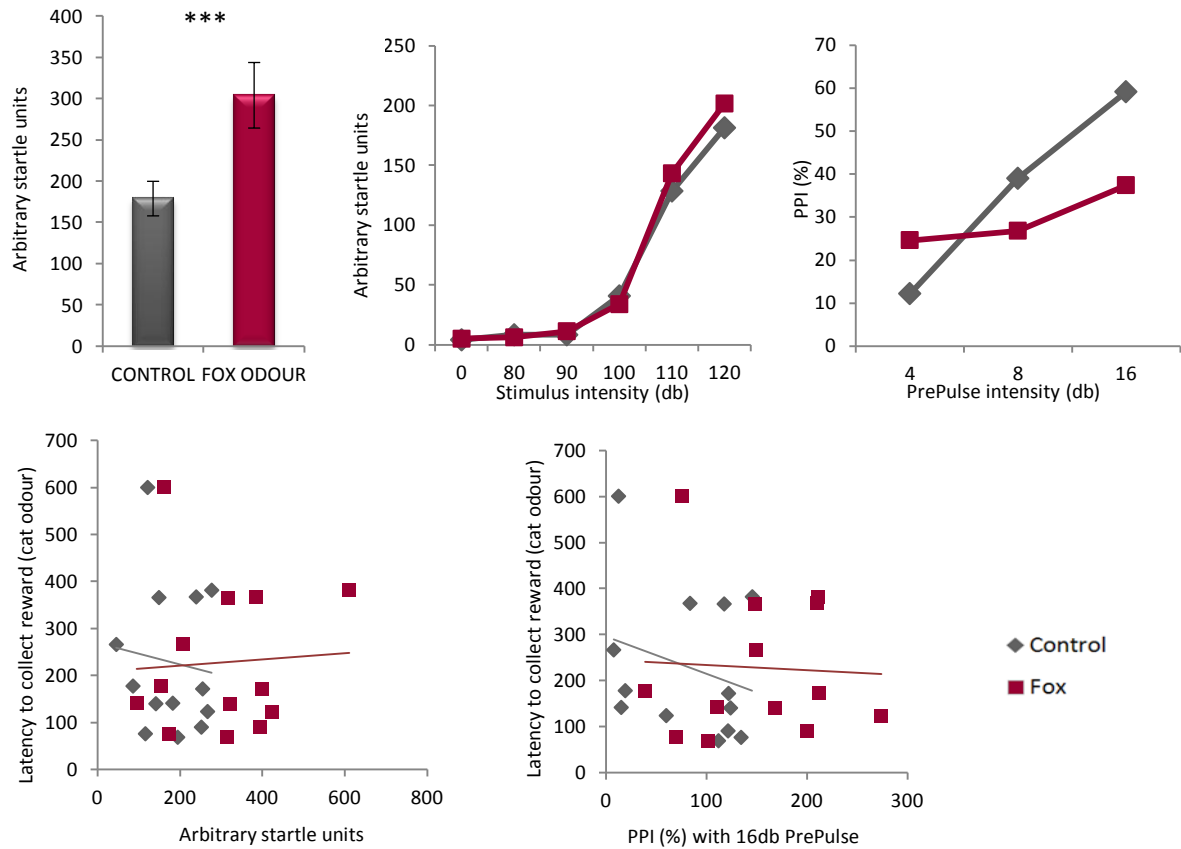 400
350
300
250
200
150
100
50
0
Arbitrary startle units
***
CONTROL FOX ODOUR
250
200
150
100
50
0
Arbitrary startle units
0 80 90 100 110 120
Stimulus intensity (db)
70
60
50
40
30
20
10
0
PPI (%)
4 8 16
PrePulse intensity (db)
700
600
500
400
300
200
100
0
Latency to collect reward (cat odour)
0 200 400 600 800
Arbitrary startle units
700
600
500
400
300
200
100
0
Latency to collect reward (cat odour)
0 100 200 300
PPI (%) with 16db PrePulse
Control
Fox